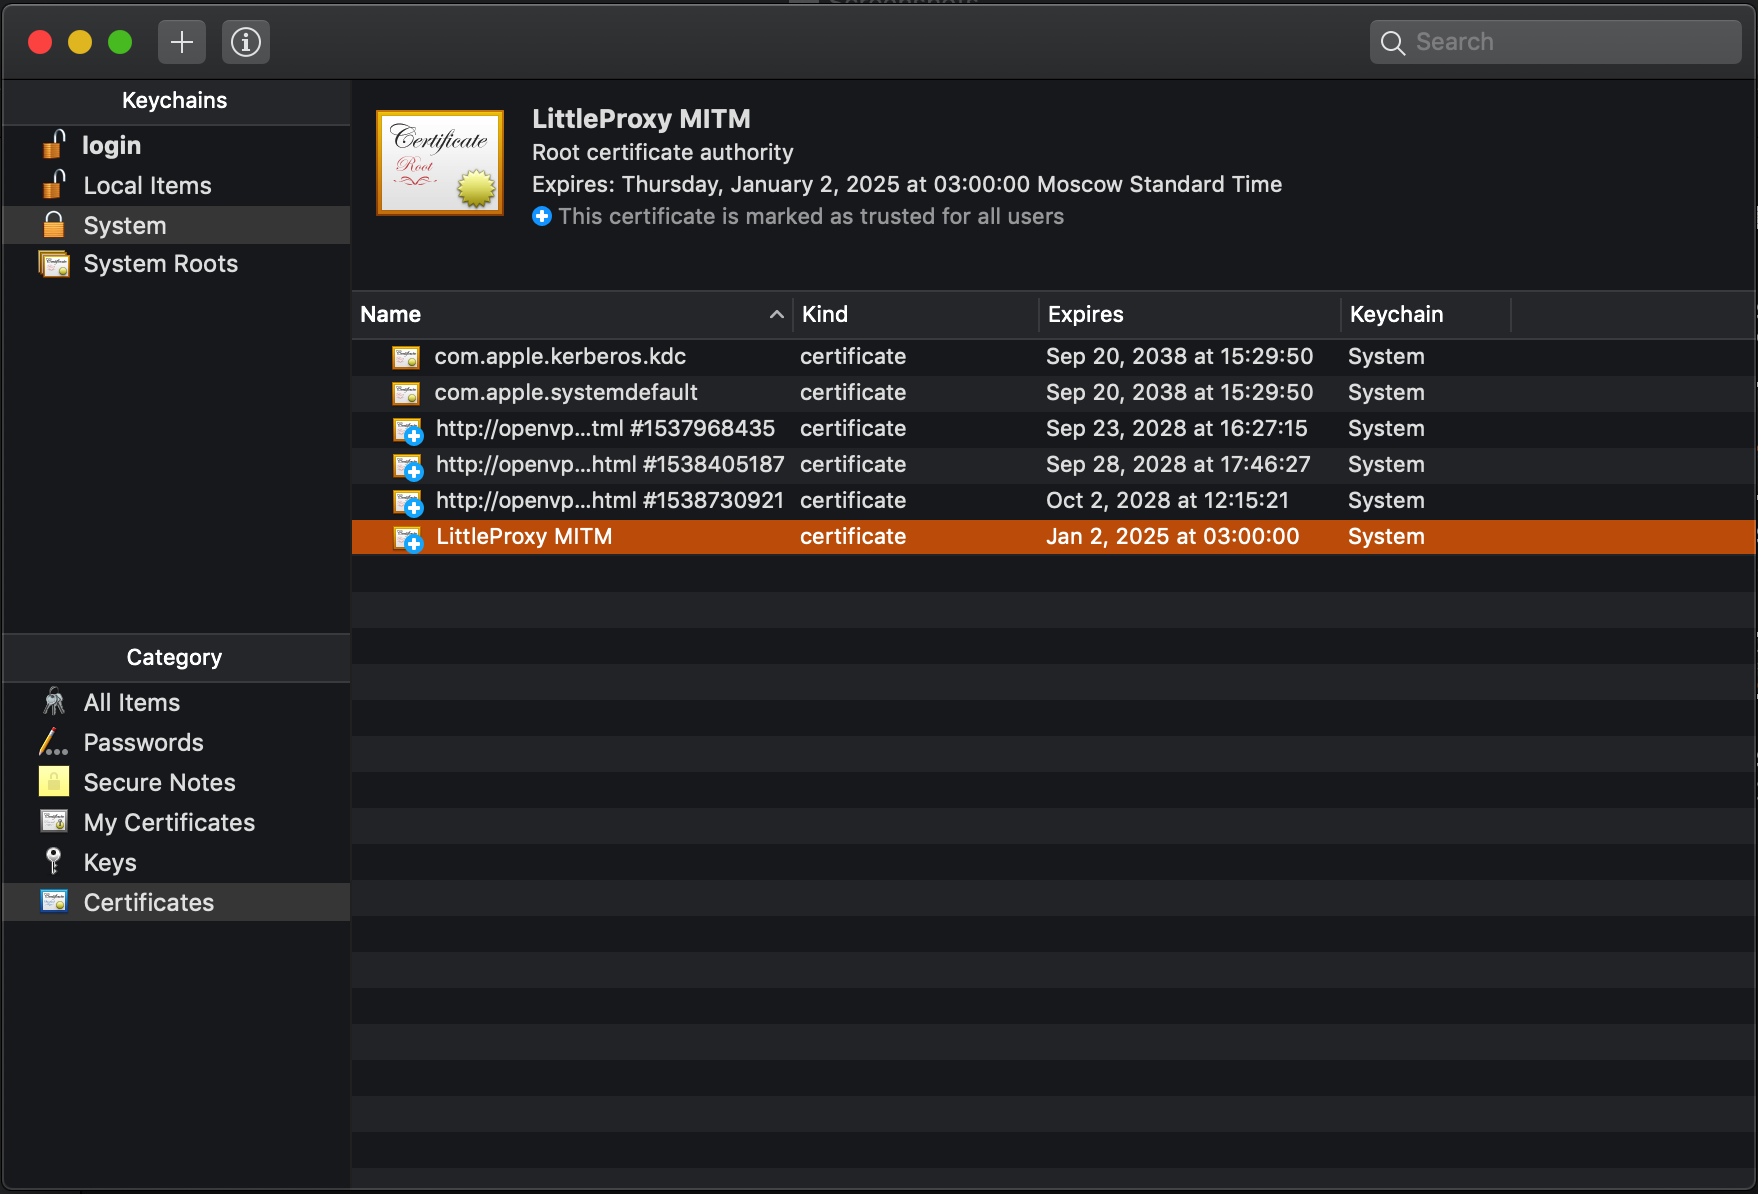 Search
Keychains
login
Local Items
System
System Roots
Certificate
Root
LittleProxy MITM
Root certificate authority
Expires: Thursday, January 2, 2025 at 03:00:00 Moscow Standard Time
This certificate is marked as trusted for all users
Name Kind Expires Keychain
com.apple.kerberos.kdc certificate Sep 20, 2038 at 15:29:50 System
com.apple.systemdefault certificate Sep 20, 2038 at 15:29:50 System
http://openvp...tml #1537968435 certificate Sep 23, 2028 at 16:27:15 System
http://openvp...html #1538405187 certificate Sep 28, 2028 at 17:46:27 System
http://openvp...html #1538730921 certificate Oct 2, 2028 at 12:15:21 System
LittleProxy MITM certificate Jan 2, 2025 at 03:00:00 System
Category
All Items
Passwords
Secure Notes
My Certificates
Keys
Certificates